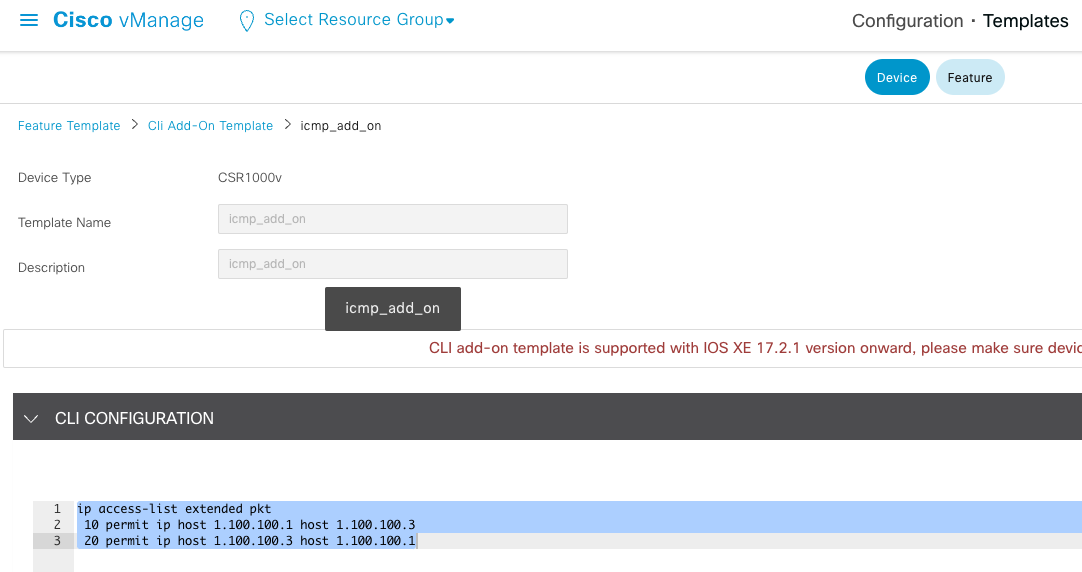 Cisco vManage Select Resource Group Configuration · Templates
Device Feature
Feature Template > Cli Add-On Template > icmp_add_on
Device Type CSR1000v
Template Name icmp_add_on
Description icmp_add_on
icmp_add_on
CLI add-on template is supported with IOS XE 17.2.1 version onward, please make sure devic
CLI CONFIGURATION
1 ip access-list extended pkt
2 10 permit ip host 1.100.100.1 host 1.100.100.3
3 20 permit ip host 1.100.100.3 host 1.100.100.1